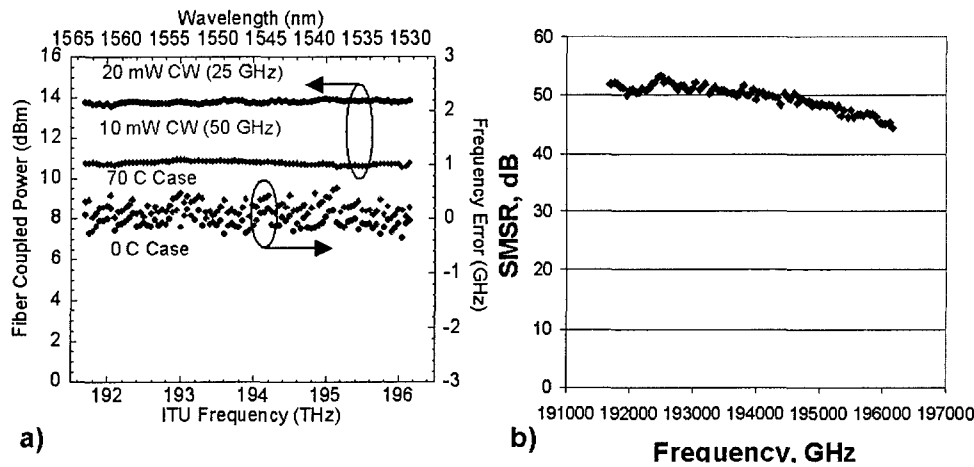 Wavelength (nm)
1565 1560 1555 1550 1545 1540 1535 1530
16
14
12
10
8
6
4
2
0
Fiber Coupled Power (dBm)
20 mW CW (25 GHz)
10 mW CW (50 GHz)
70 C Case
0 C Case
3
2
1
0
-1
-2
-3
Frequency Error (GHz)
192 193 194 195 196
ITU Frequency (THz)
a)
60
50
40
30
20
10
0
SMSR, dB
191000 192000 193000 194000 195000 196000 197000
Frequency, GHz
b)